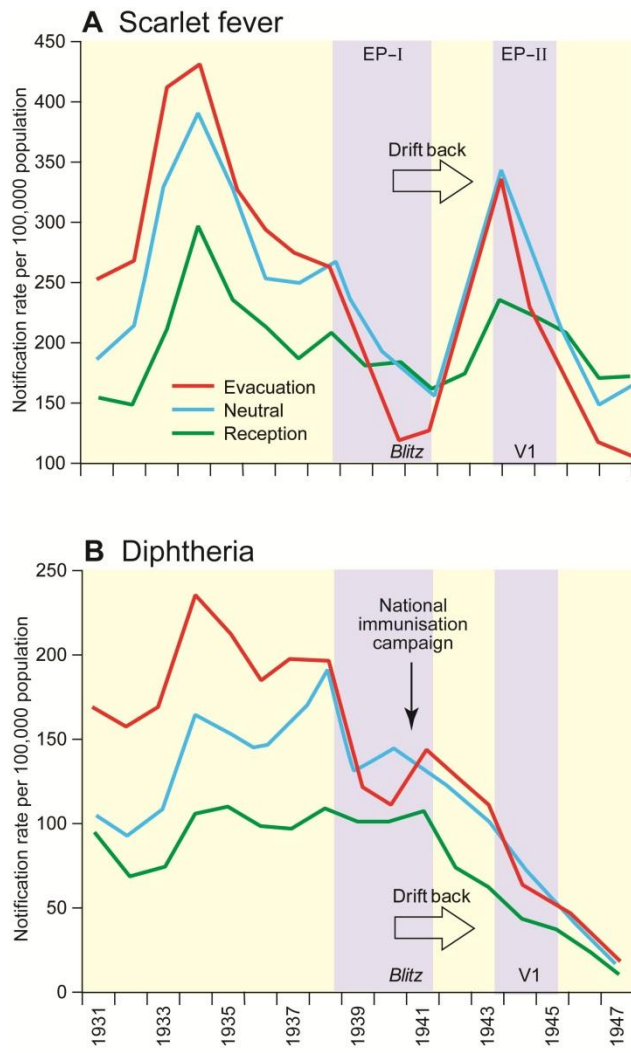 A Scarlet fever
Notification rate per 100,000 population
450
400
350
300
250
200
150
100
EP–I
EP–II
Drift back
Evacuation
Neutral
Reception
Blitz
V1
B Diphtheria
Notification rate per 100,000 population
250
200
150
100
50
0
National
immunisation
campaign
Drift back
Blitz
V1
1931
1933
1935
1937
1939
1941
1943
1945
1947